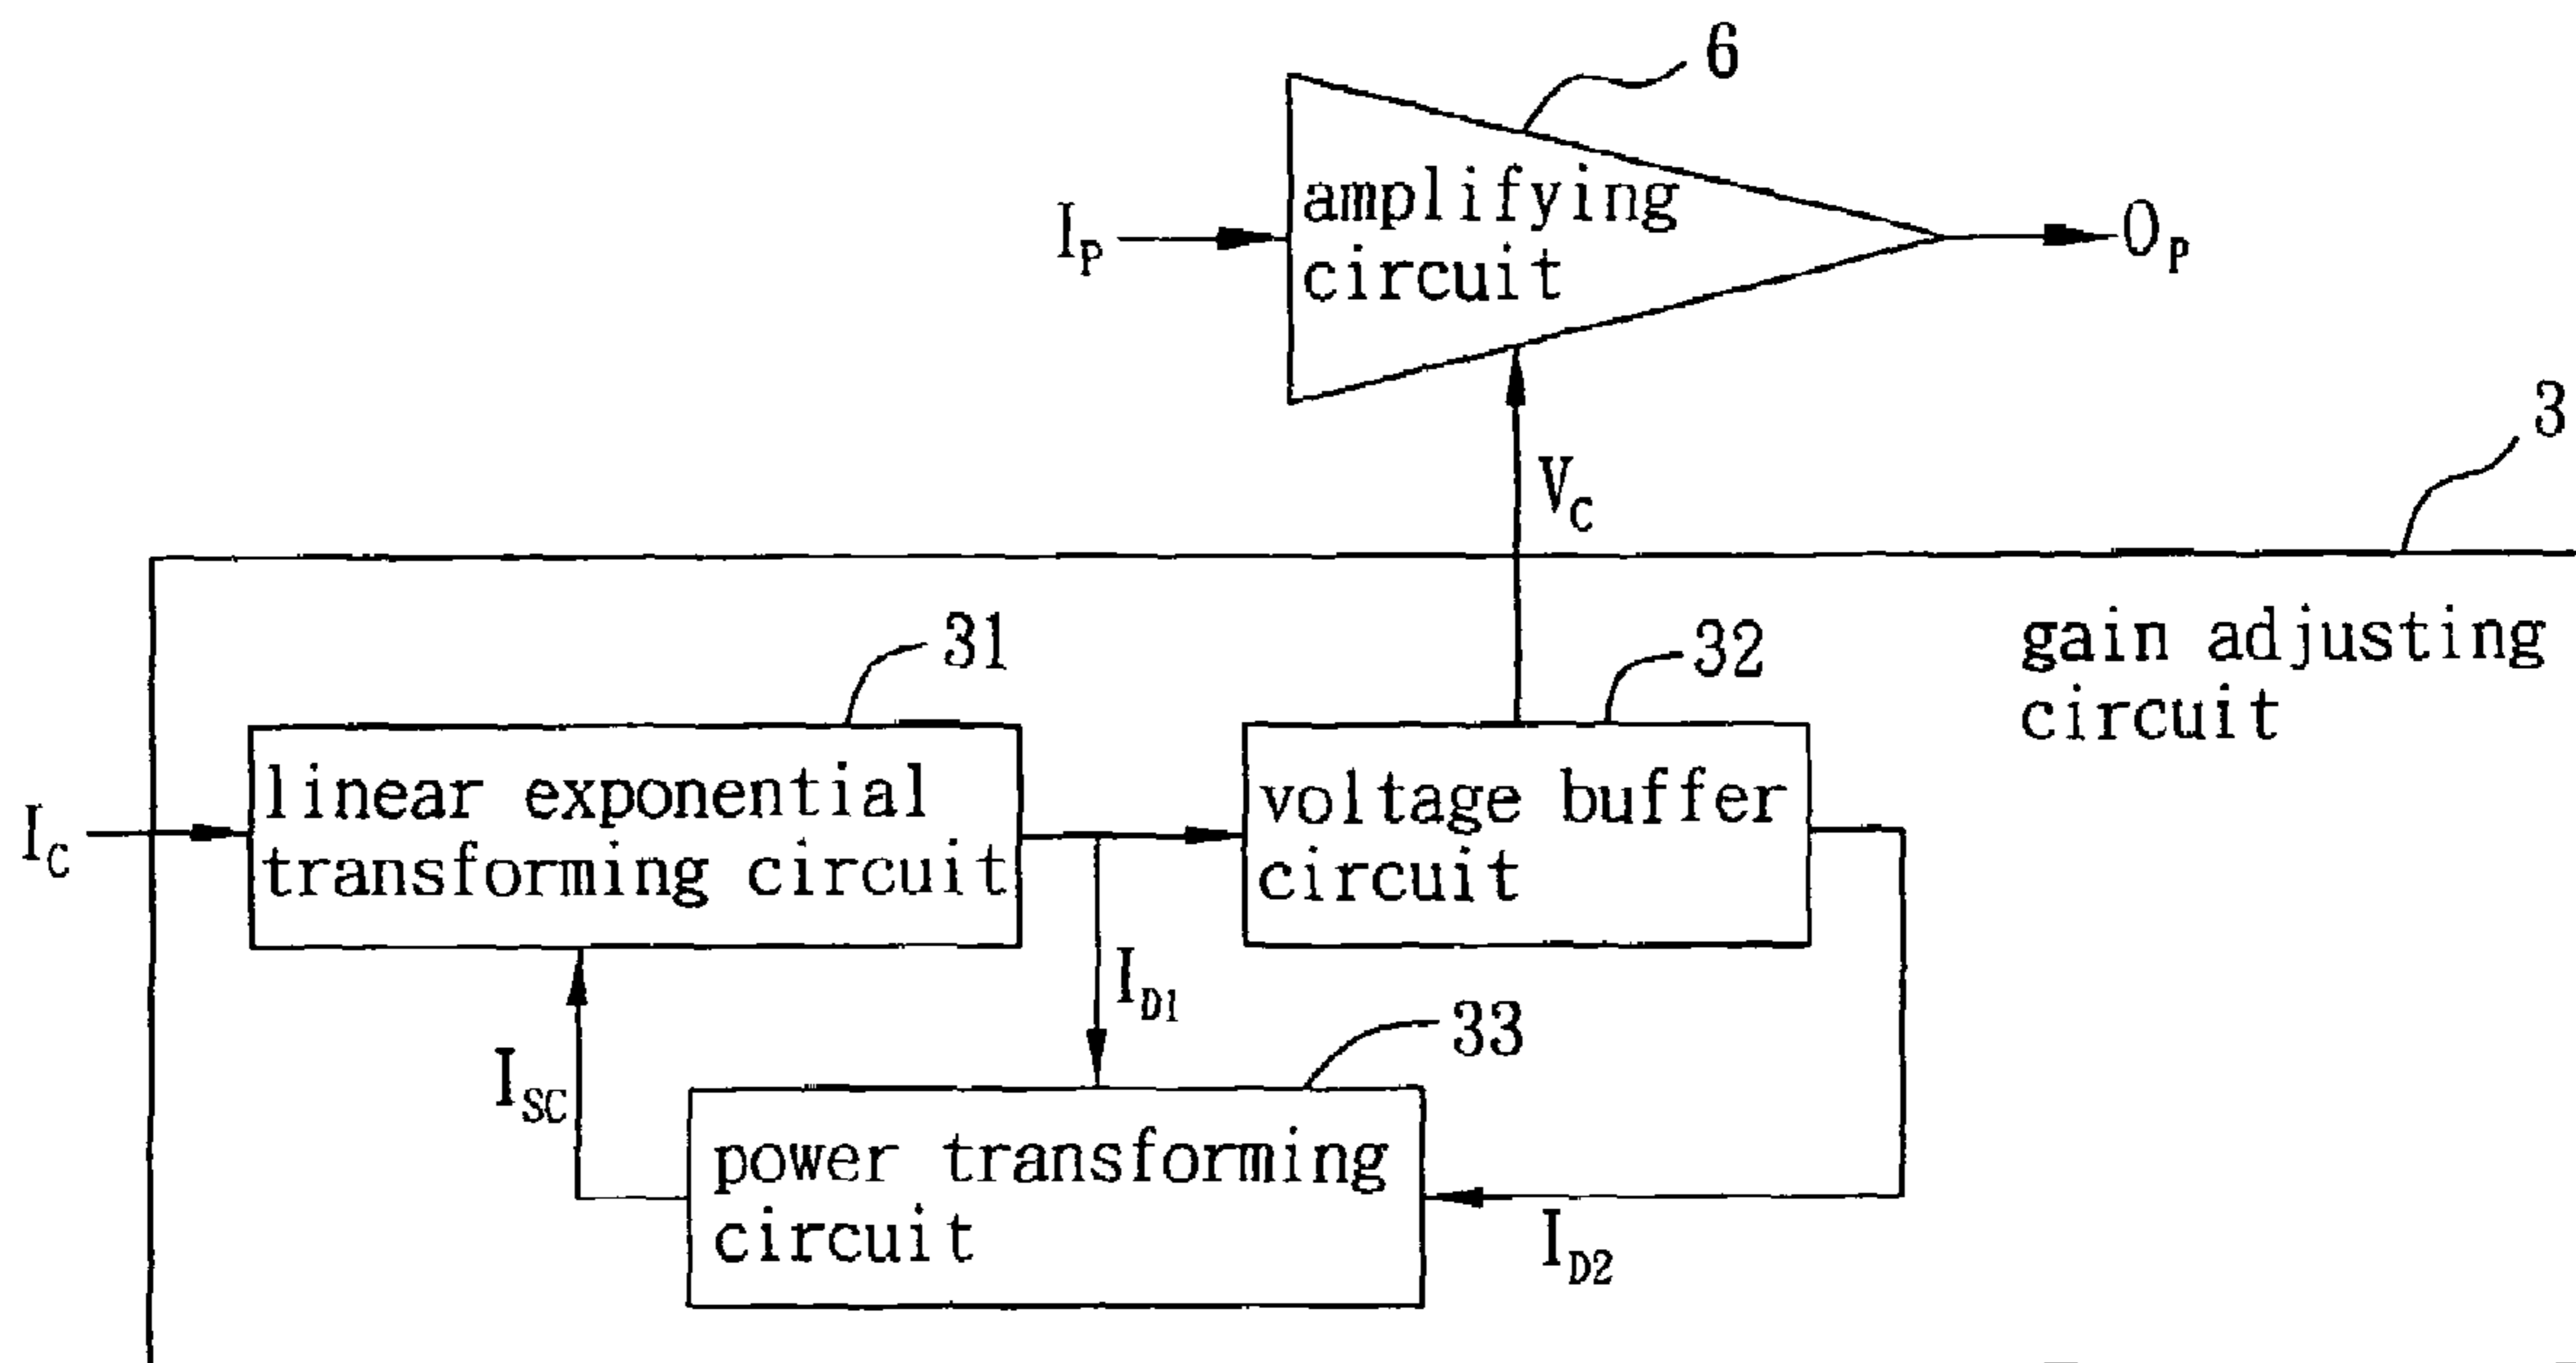 6
amplifying
circuit
I_P
O_P
3
V_C
gain adjusting
circuit
31
32
linear exponential
transforming circuit
voltage buffer
circuit
I_C
I_D1
I_SC
33
power transforming
circuit
I_D2